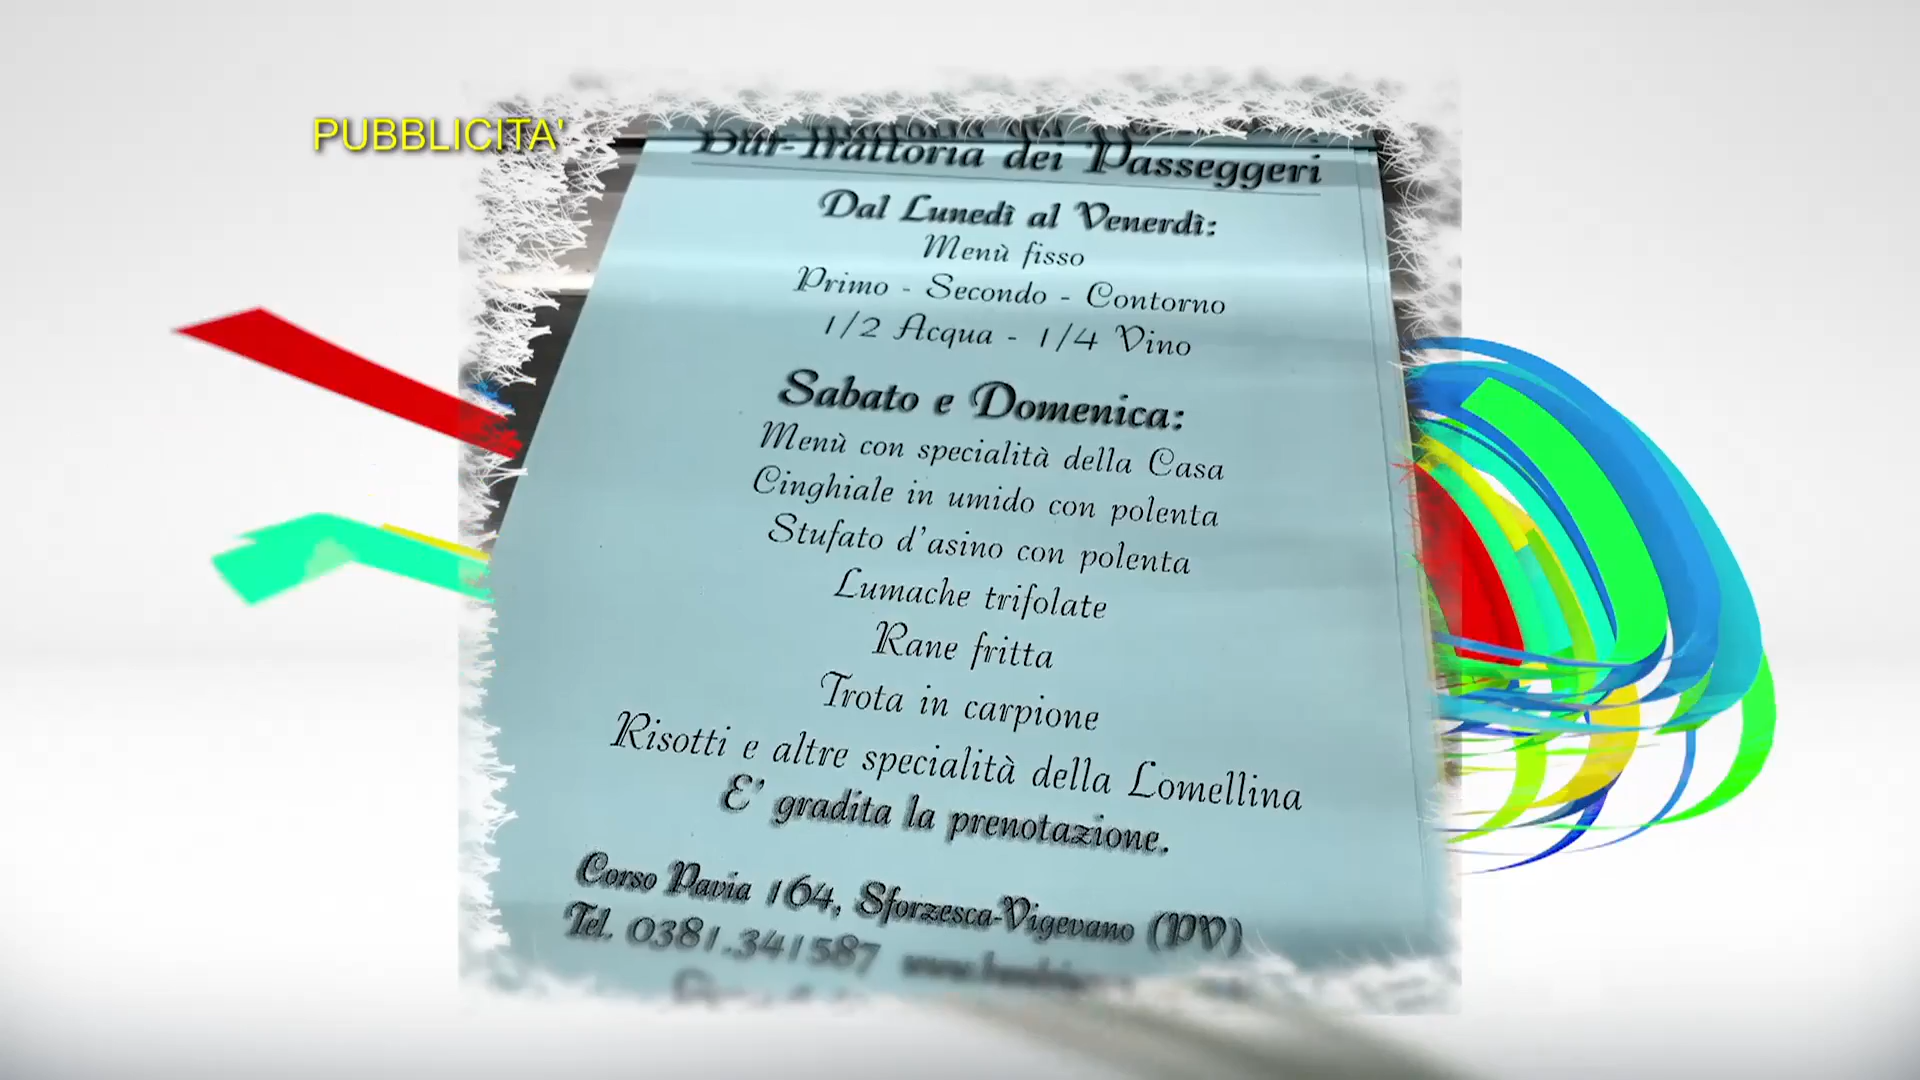 PUBBLICITA'
Bar-Trattoria dei Passeggeri
Dal Lunedì al Venerdì:
Menù fisso
Primo - Secondo - Contorno
1/2 Acqua - 1/4 Vino
Sabato e Domenica:
Menù con specialità della Casa
Cinghiale in umido con polenta
Stufato d'asino con polenta
Lumache trifolate
Rane fritta
Trota in carpione
Risotti e altre specialità della Lomellina
E' gradita la prenotazione.
Corso Pavia 164, Sforzesca-Vigevano (PV)
Tel. 0381.341587